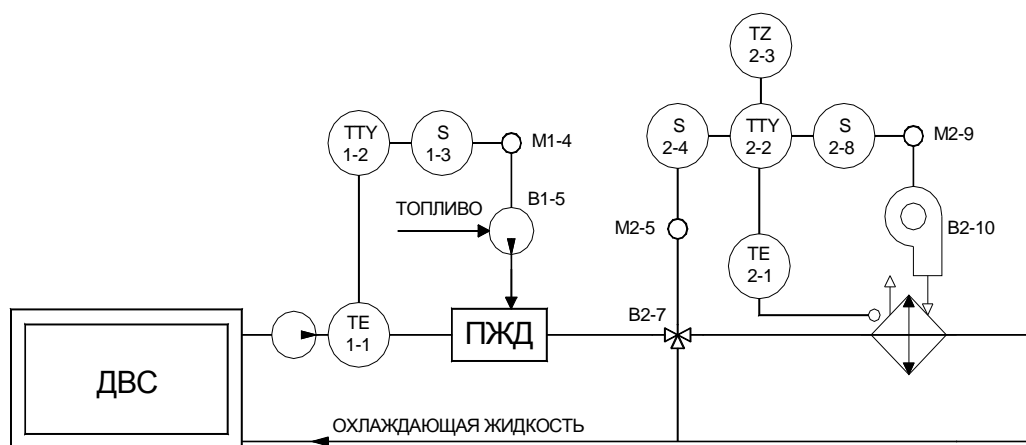 TZ
2-3
TTY
1-2
S
1-3
M1-4
S
2-4
TTY
2-2
S
2-8
M2-9
B1-5
ТОПЛИВО
M2-5
TE
2-1
B2-10
TE
1-1
ПЖД
B2-7
ДВС
ОХЛАЖДАЮЩАЯ ЖИДКОСТЬ